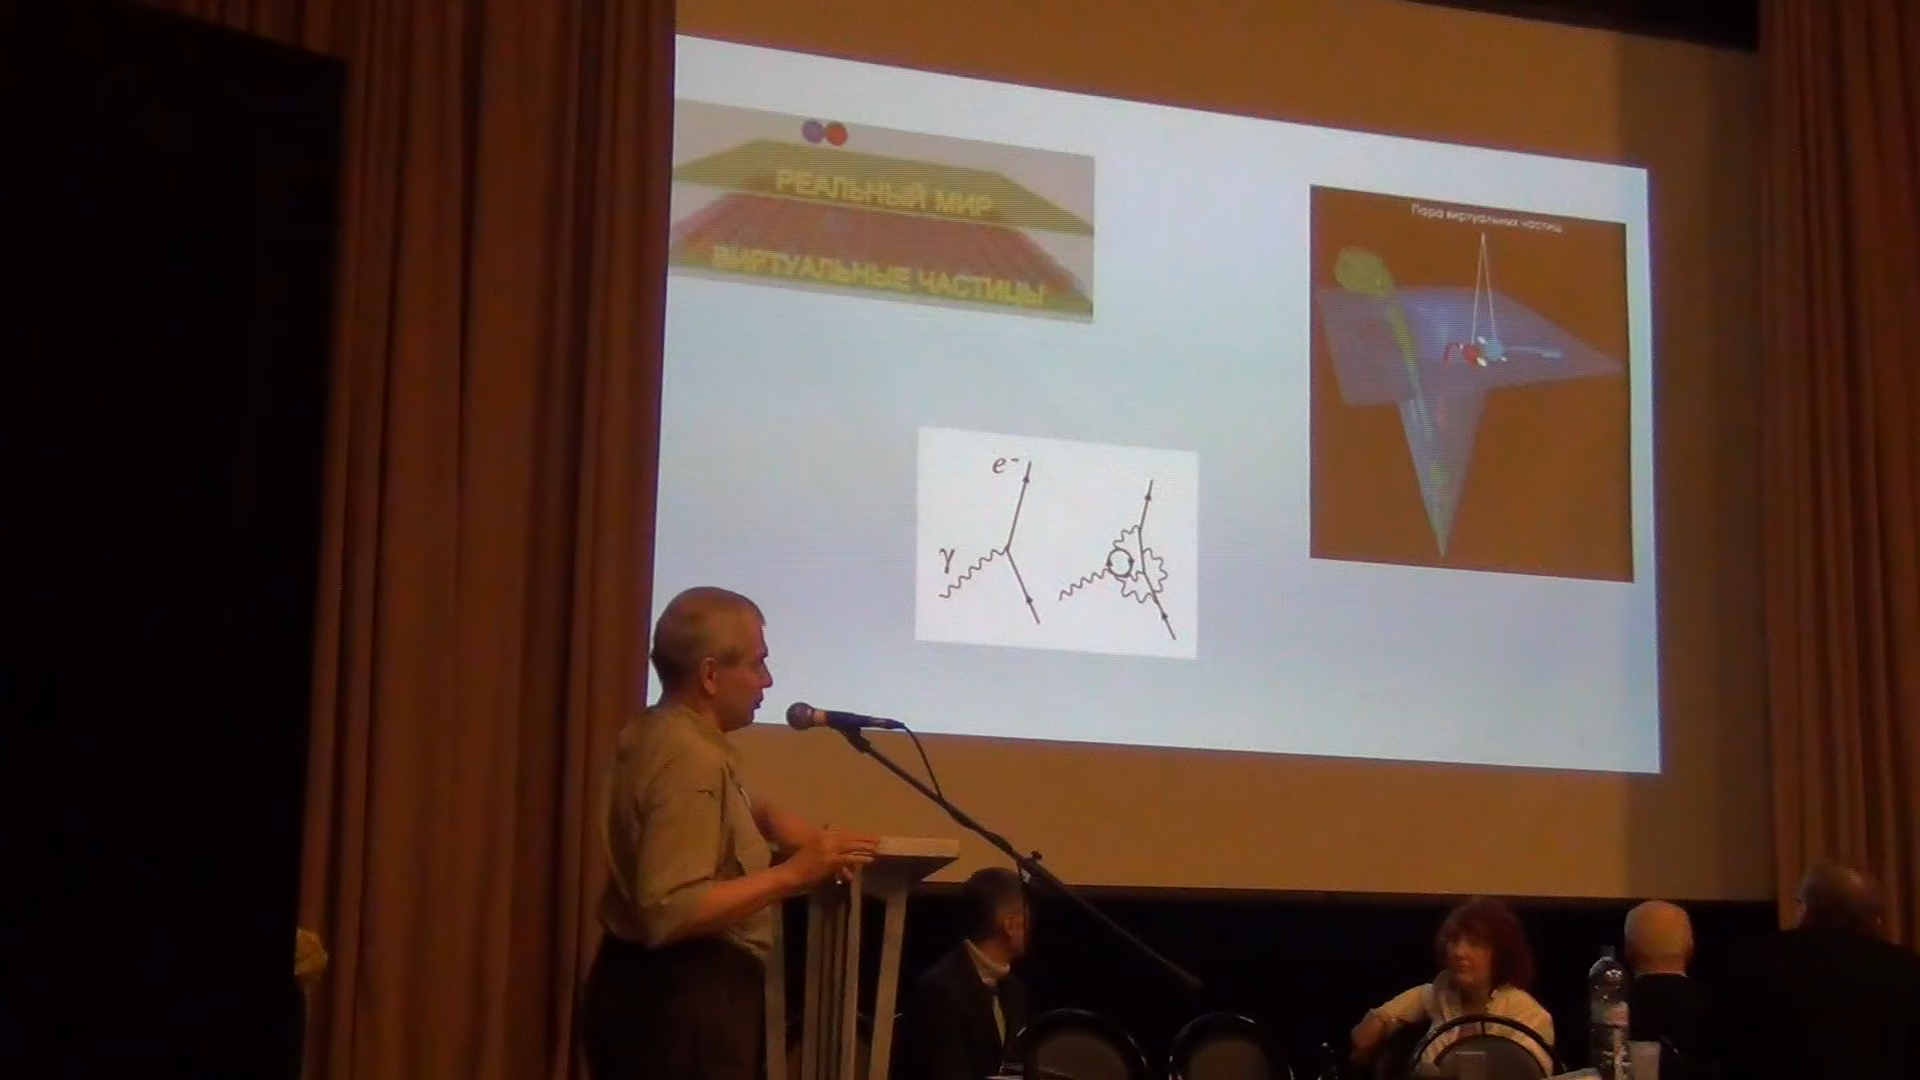 РЕАЛЬНЫЙ МИР
ВИРТУАЛЬНЫЕ ЧАСТИЦЫ
Пара виртуальных частиц
e⁻
γ